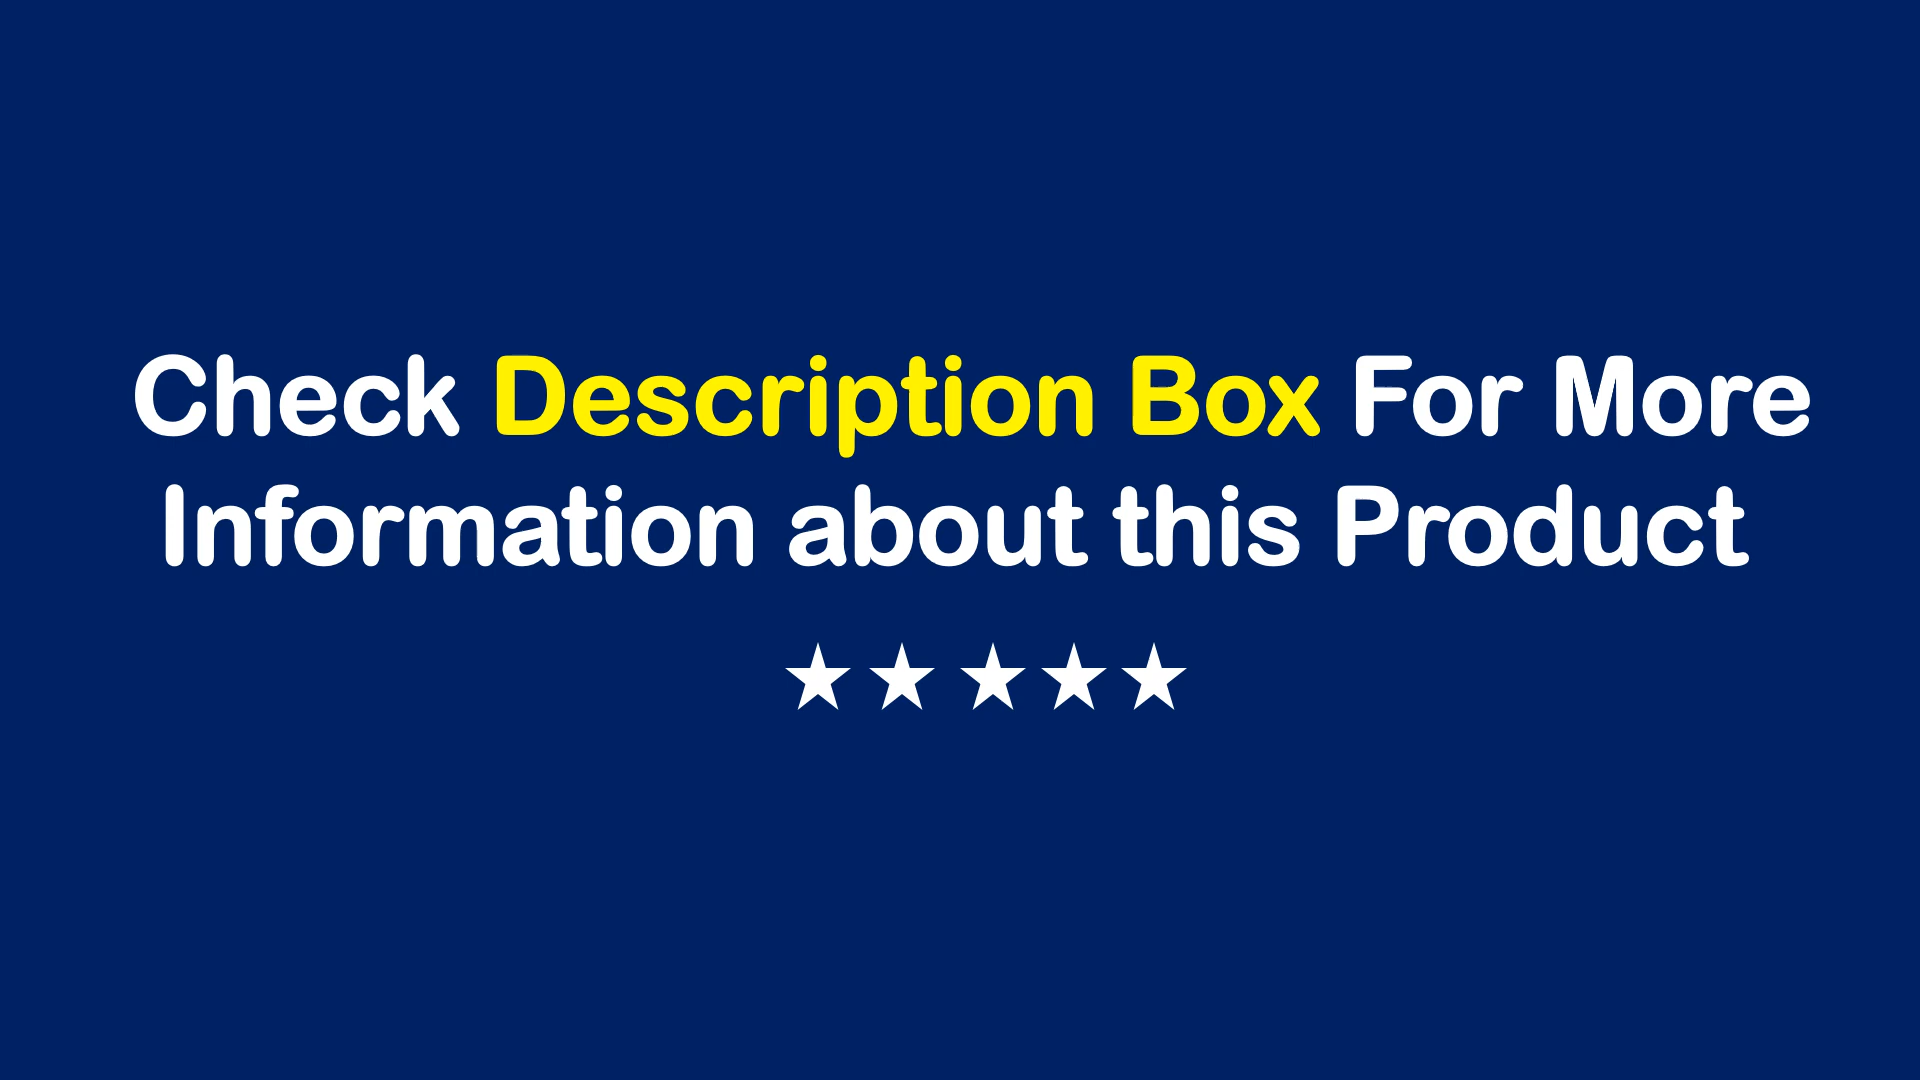 Check Description Box For More
Information about this Product
★★★★★